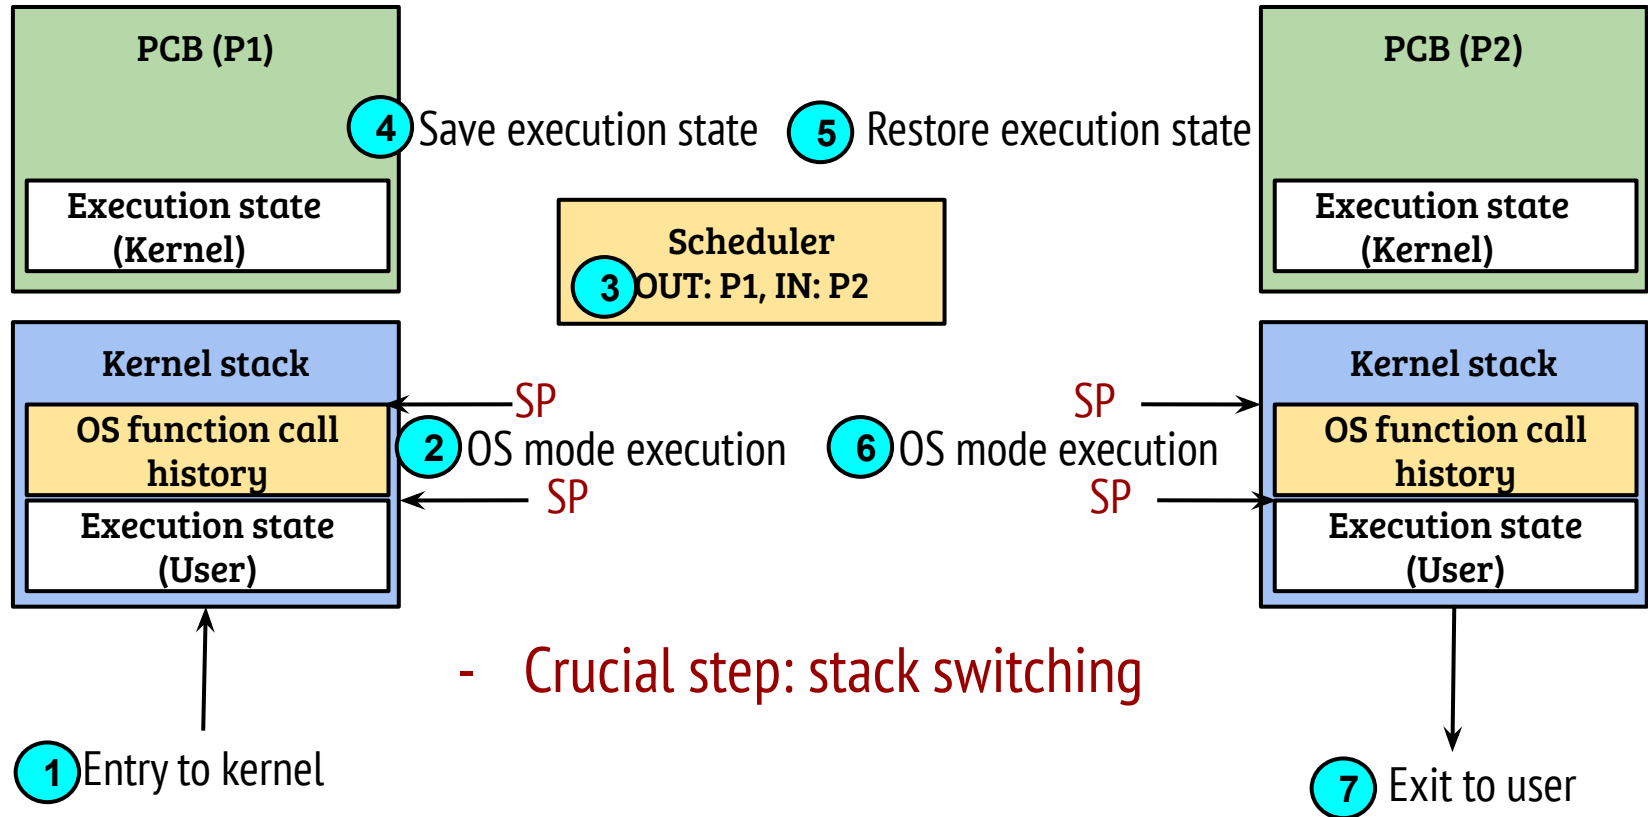 PCB (P1)
4 Save execution state
Execution state
(Kernel)
5 Restore execution state
PCB (P2)
Execution state
(Kernel)
Scheduler
3 OUT: P1, IN: P2
Kernel stack
SP
OS function call
history
2 OS mode execution
SP
Execution state
(User)
Kernel stack
SP
6 OS mode execution
OS function call
history
SP
Execution state
(User)
- Crucial step: stack switching
1 Entry to kernel
7 Exit to user